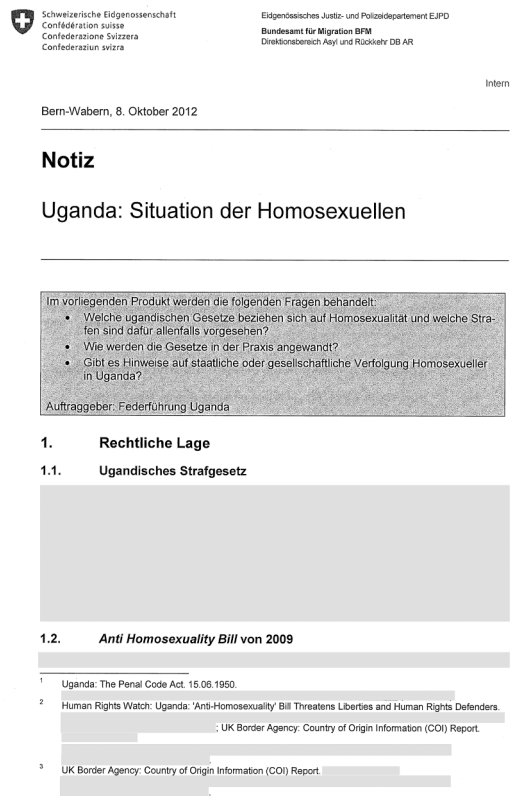 Schweizerische Eidgenossenschaft
Confédération suisse
Confederazione Svizzera
Confederaziun svizra
Eidgenössisches Justiz- und Polizeidepartement EJPD
Bundesamt für Migration BFM
Direktionsbereich Asyl und Rückkehr DB AR
Intern
Bern-Wabern, 8. Oktober 2012
Notiz
Uganda: Situation der Homosexuellen
Im vorliegenden Produkt werden die folgenden Fragen behandelt:
• Welche ugandischen Gesetze beziehen sich auf Homosexualität und welche Stra-
fen sind dafür allenfalls vorgesehen?
• Wie werden die Gesetze in der Praxis angewandt?
• Gibt es Hinweise auf staatliche oder gesellschaftliche Verfolgung Homosexueller
in Uganda?
Auftraggeber: Federführung Uganda
1. Rechtliche Lage
1.1. Ugandisches Strafgesetz
1.2. Anti Homosexuality Bill von 2009
1 Uganda: The Penal Code Act. 15.06.1950.
2 Human Rights Watch: Uganda: 'Anti-Homosexuality' Bill Threatens Liberties and Human Rights Defenders.
; UK Border Agency: Country of Origin Information (COI) Report.
3 UK Border Agency: Country of Origin Information (COI) Report.